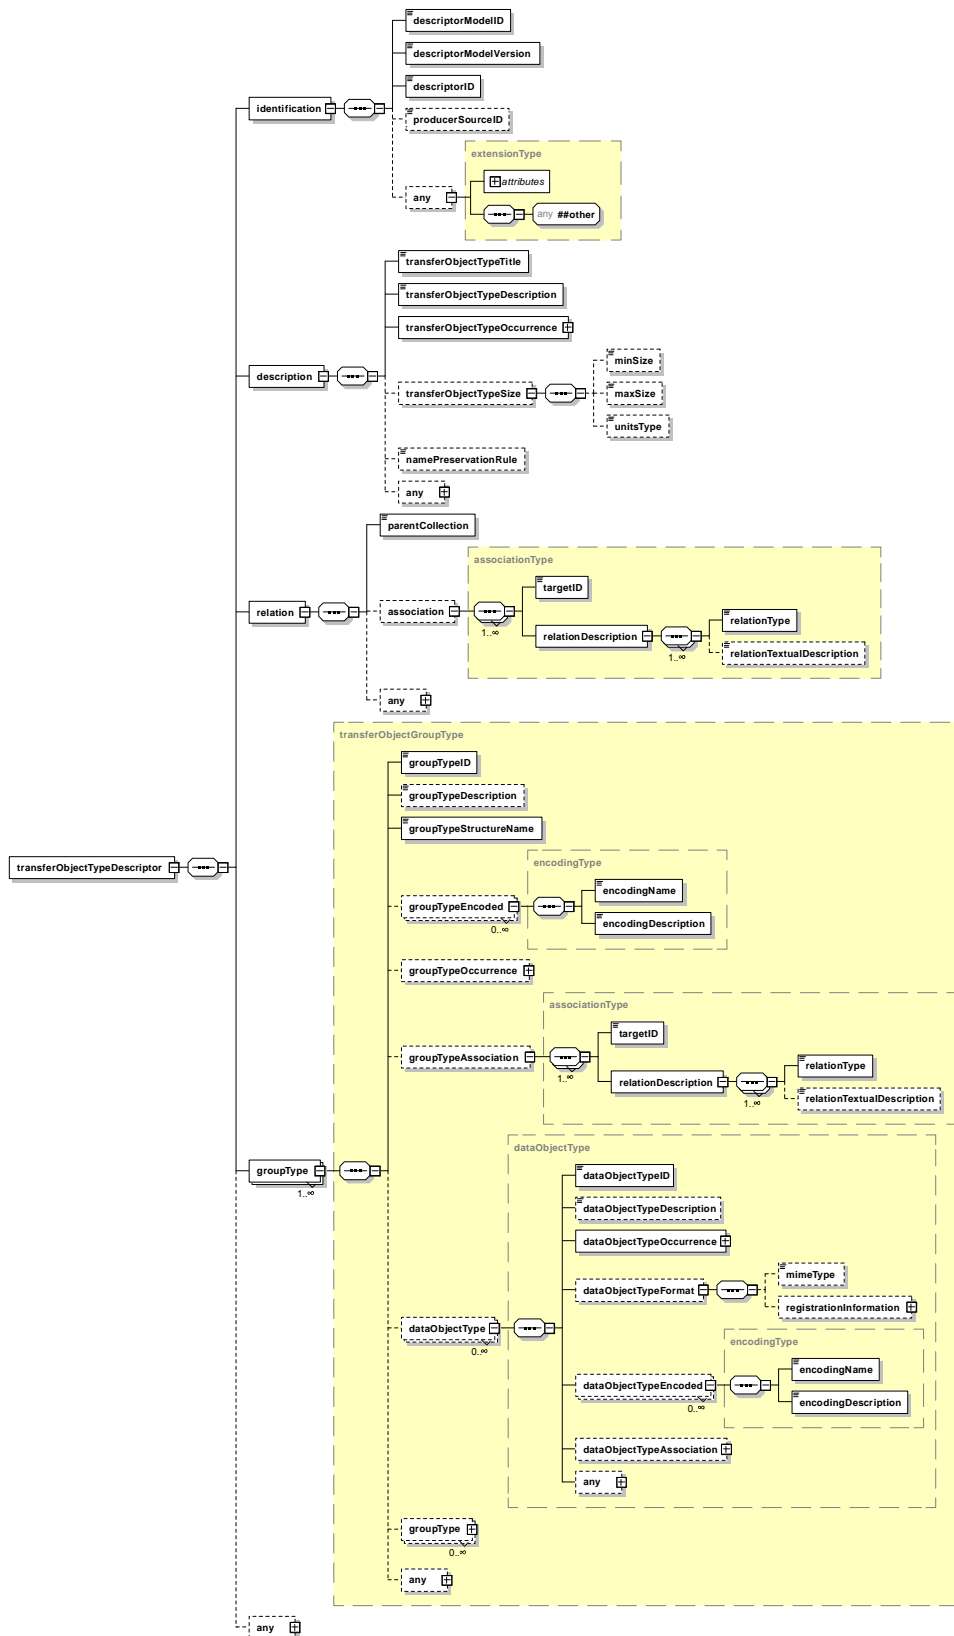 descriptorModelID
descriptorModelVersion
descriptorID
identification
producerSourceID
extensionType
attributes
any
any ##other
transferObjectTypeTitle
transferObjectTypeDescription
transferObjectTypeOccurrence
minSize
description
transferObjectTypeSize
maxSize
unitsType
namePreservationRule
any
parentCollection
associationType
targetID
relation
association
1..∞
relationDescription
1..∞
relationType
relationTextualDescription
any
transferObjectGroupType
groupTypeID
groupTypeDescription
groupTypeStructureName
transferObjectTypeDescriptor
encodingType
encodingName
groupTypeEncoded
0..∞
encodingDescription
groupTypeOccurrence
associationType
targetID
groupTypeAssociation
1..∞
relationDescription
1..∞
relationType
relationTextualDescription
groupType
1..∞
dataObjectType
dataObjectTypeID
dataObjectTypeDescription
dataObjectTypeOccurrence
mimeType
dataObjectTypeFormat
registrationInformation
dataObjectType
0..∞
encodingType
encodingName
dataObjectTypeEncoded
0..∞
encodingDescription
dataObjectTypeAssociation
any
groupType
0..∞
any
any